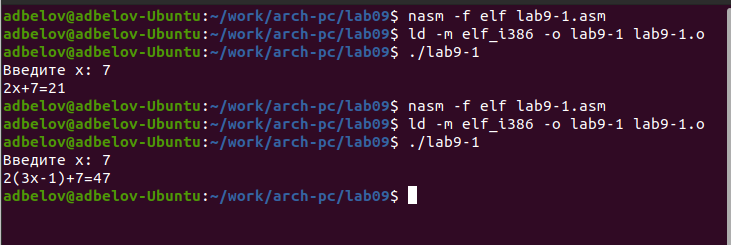 adbelov@adbelov-Ubuntu:~/work/arch-pc/lab09$ nasm -f elf lab9-1.asm
adbelov@adbelov-Ubuntu:~/work/arch-pc/lab09$ ld -m elf_i386 -o lab9-1 lab9-1.o
adbelov@adbelov-Ubuntu:~/work/arch-pc/lab09$ ./lab9-1
Введите x: 7
2x+7=21
adbelov@adbelov-Ubuntu:~/work/arch-pc/lab09$ nasm -f elf lab9-1.asm
adbelov@adbelov-Ubuntu:~/work/arch-pc/lab09$ ld -m elf_i386 -o lab9-1 lab9-1.o
adbelov@adbelov-Ubuntu:~/work/arch-pc/lab09$ ./lab9-1
Введите x: 7
2(3x-1)+7=47
adbelov@adbelov-Ubuntu:~/work/arch-pc/lab09$